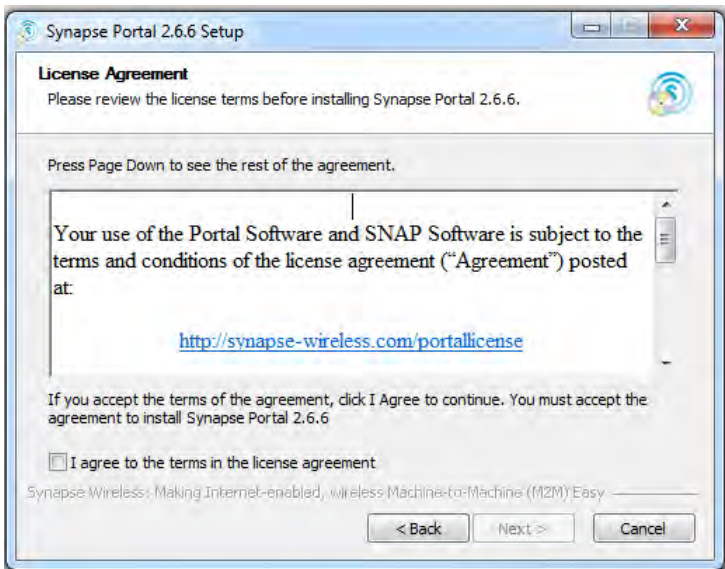 Synapse Portal 2.6.6 Setup
License Agreement
Please review the license terms before installing Synapse Portal 2.6.6.
Press Page Down to see the rest of the agreement.
Your use of the Portal Software and SNAP Software is subject to the
terms and conditions of the license agreement (“Agreement”) posted
at:
http://synapse-wireless.com/portallicense
If you accept the terms of the agreement, click I Agree to continue. You must accept the
agreement to install Synapse Portal 2.6.6
I agree to the terms in the license agreement
Synapse Wireless: Making Internet-enabled, wireless Machine-to-Machine (M2M) Easy
< Back
Next >
Cancel